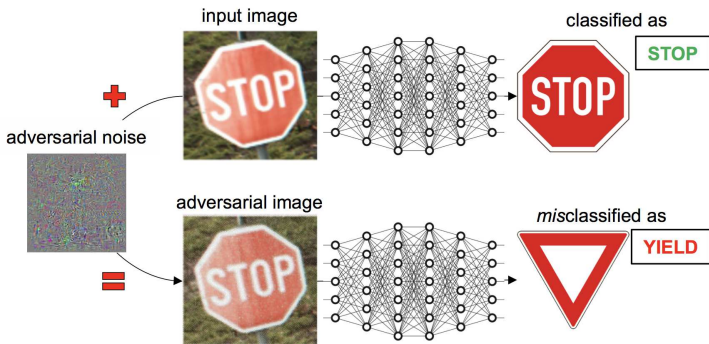 input image
classified as
STOP
STOP
STOP
adversarial noise
adversarial image
misclassified as
STOP
YIELD